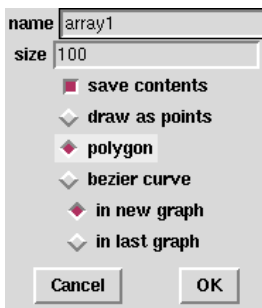 name array1
size 100
save contents
draw as points
polygon
bezier curve
in new graph
in last graph
Cancel OK